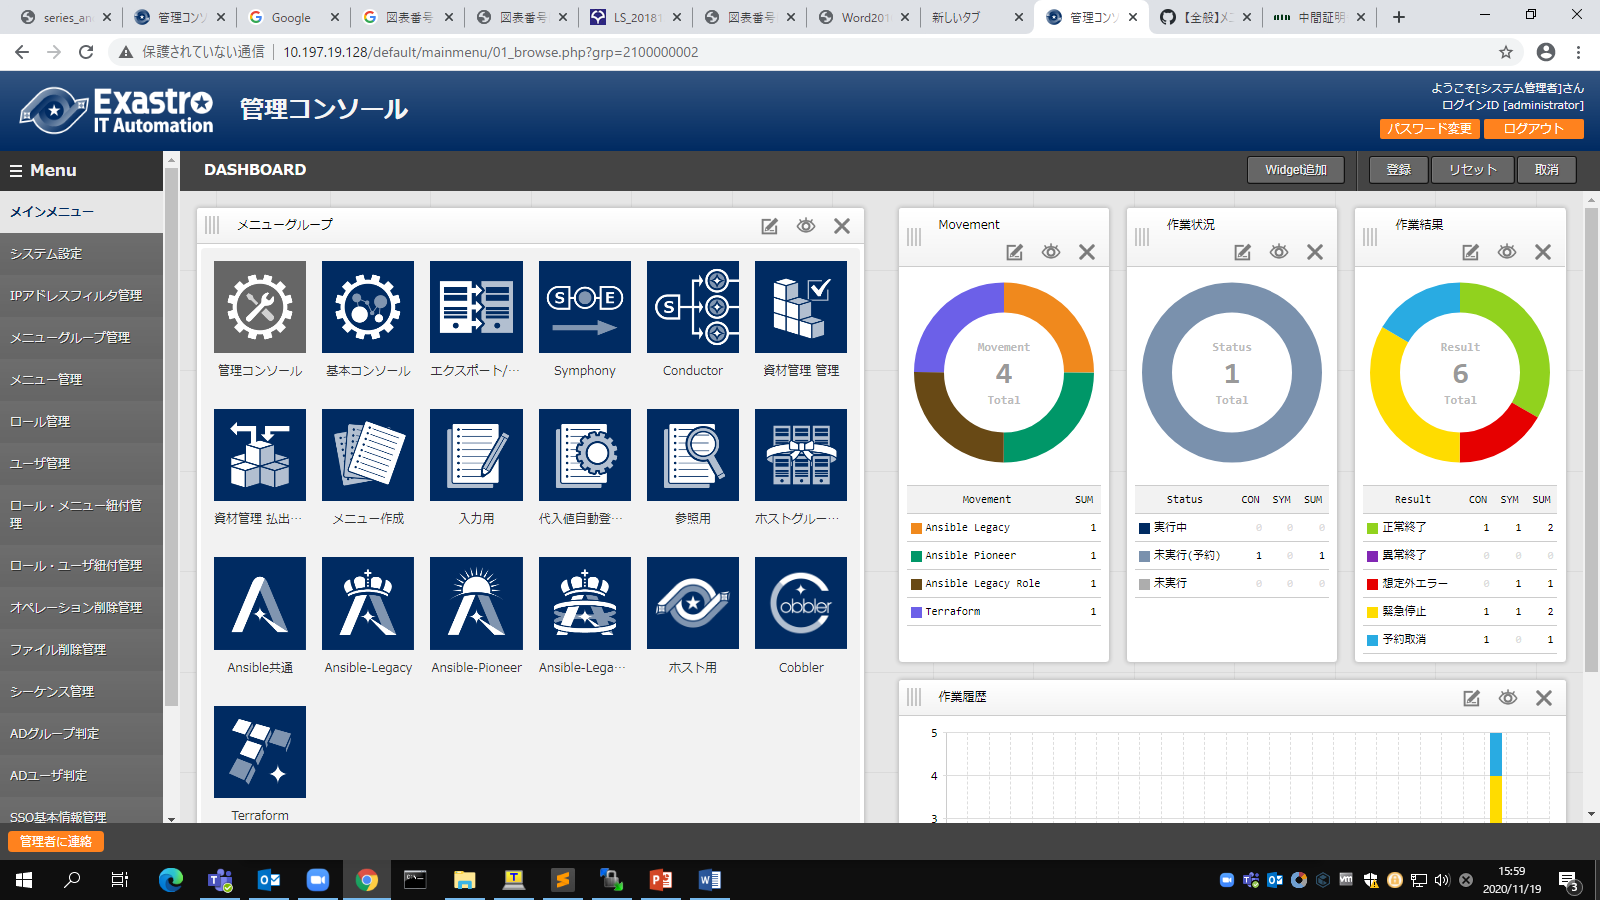 series_an
管理コンソ
Google
図表番号
図表番号
LS_20181
図表番号
Word201
新しいタブ
管理コンソ
【全般】メニ
中間証明
保護されていない通信
10.197.19.128/default/mainmenu/01_browse.php?grp=2100000002
Exastro
IT Automation
管理コンソール
ようこそ[システム管理者]さん
ログインID [administrator]
パスワード変更
ログアウト
Menu
DASHBOARD
Widget追加
登録
リセット
取消
メインメニュー
システム設定
IPアドレスフィルタ管理
メニューグループ管理
メニュー管理
ロール管理
ユーザ管理
ロール・メニュー紐付管
理
ロール・ユーザ紐付管理
オペレーション削除管理
ファイル削除管理
シーケンス管理
ADグループ判定
ADユーザ判定
SSO基本情報管理
管理者に連絡
メニューグループ
管理コンソール
基本コンソール
エクスポート/…
S O E
Symphony
S
Conductor
資材管理 管理
資材管理 払出…
メニュー作成
入力用
代入値自動登…
参照用
ホストグルー…
Ansible共通
Ansible-Legacy
Ansible-Pioneer
Ansible-Lega…
ホスト用
Cobbler
Cobbler
Terraform
Movement
Movement
4
Total
Movement SUM
Ansible Legacy 1
Ansible Pioneer 1
Ansible Legacy Role 1
Terraform 1
作業状況
Status
1
Total
Status CON SYM SUM
実行中 0 0 0
未実行(予約) 1 0 1
未実行 0 0 0
作業結果
Result
6
Total
Result CON SYM SUM
正常終了 1 1 2
異常終了 0 0 0
想定外エラー 0 1 1
緊急停止 1 1 2
予約取消 1 0 1
作業履歴
5
4
3
15:59
2020/11/19
3